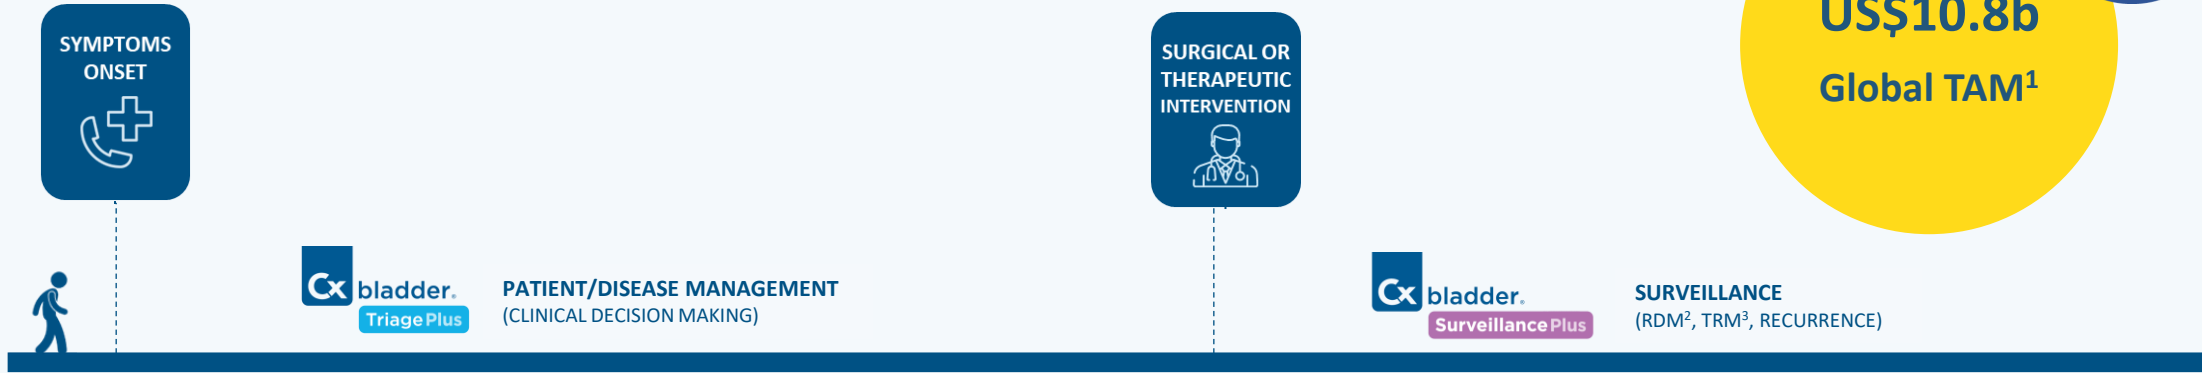 SYMPTOMS
ONSET
SURGICAL OR
THERAPEUTIC
INTERVENTION
US$10.8b
Global TAM1
Cx bladder.
Triage Plus
PATIENT/DISEASE MANAGEMENT
(CLINICAL DECISION MAKING)
Cx bladder.
Surveillance Plus
SURVEILLANCE
(RDM2, TRM3, RECURRENCE)